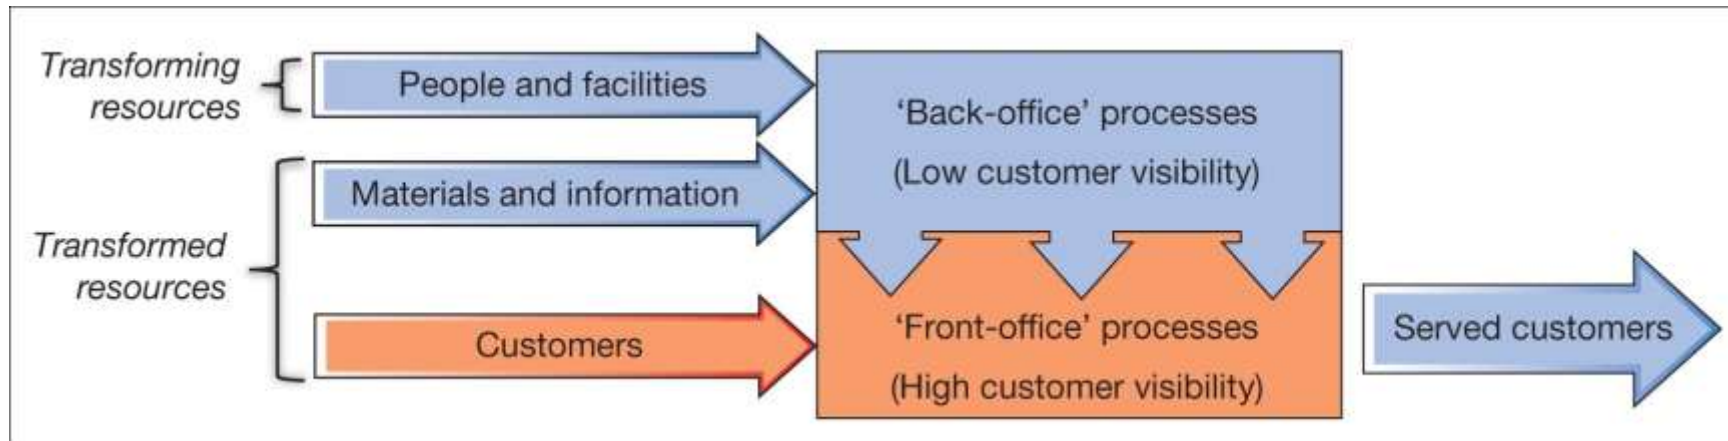 Transforming
resources
People and facilities
Materials and information
Transformed
resources
Customers
‘Back-office’ processes
(Low customer visibility)
‘Front-office’ processes
(High customer visibility)
Served customers